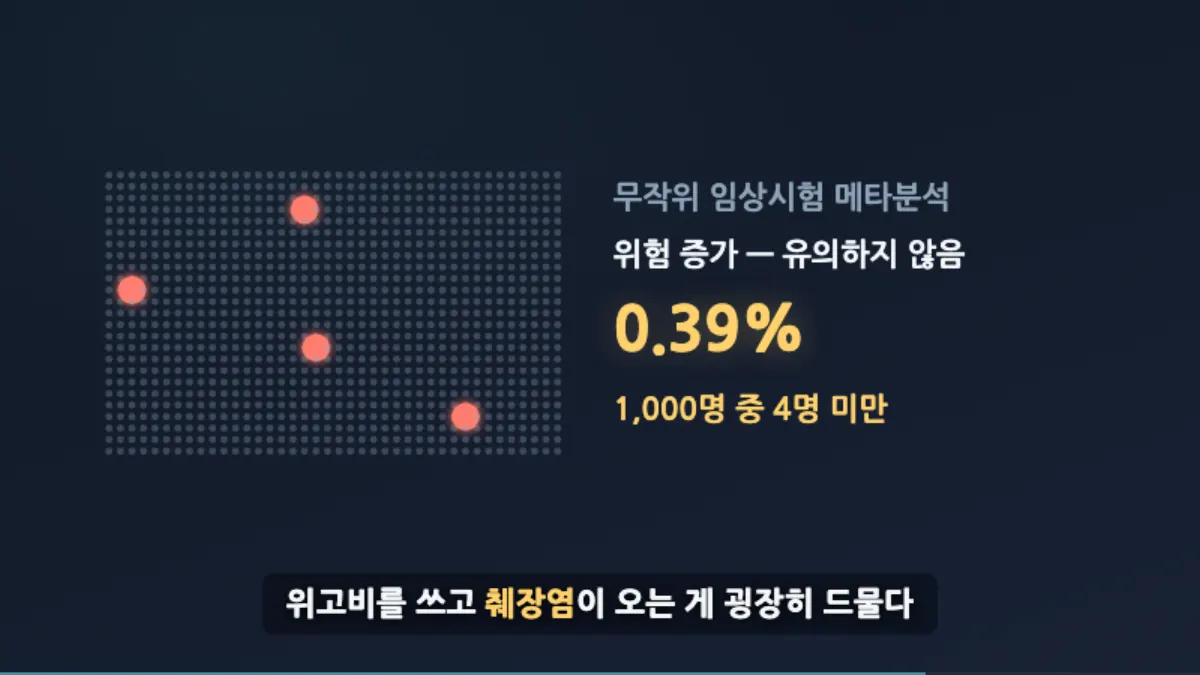 무작위 임상시험 메타분석
위험 증가 — 유의하지 않음
0.39%
1,000명 중 4명 미만
위고비를 쓰고 췌장염이 오는 게 굉장히 드물다